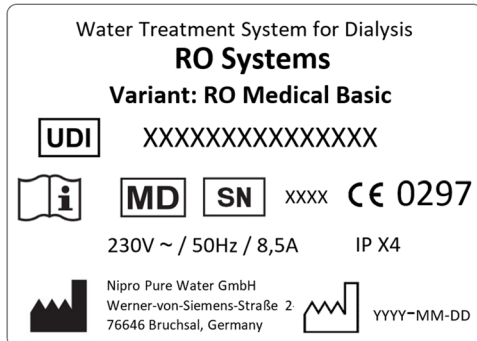 Water Treatment System for Dialysis
RO Systems
Variant: RO Medical Basic
UDI XXXXXXXXXXXXXXX
i MD SN XXXX CE 0297
230V ~ / 50Hz / 8,5A IP X4
Nipro Pure Water GmbH
Werner-von-Siemens-Straße 2-
76646 Bruchsal, Germany
YYYY-MM-DD